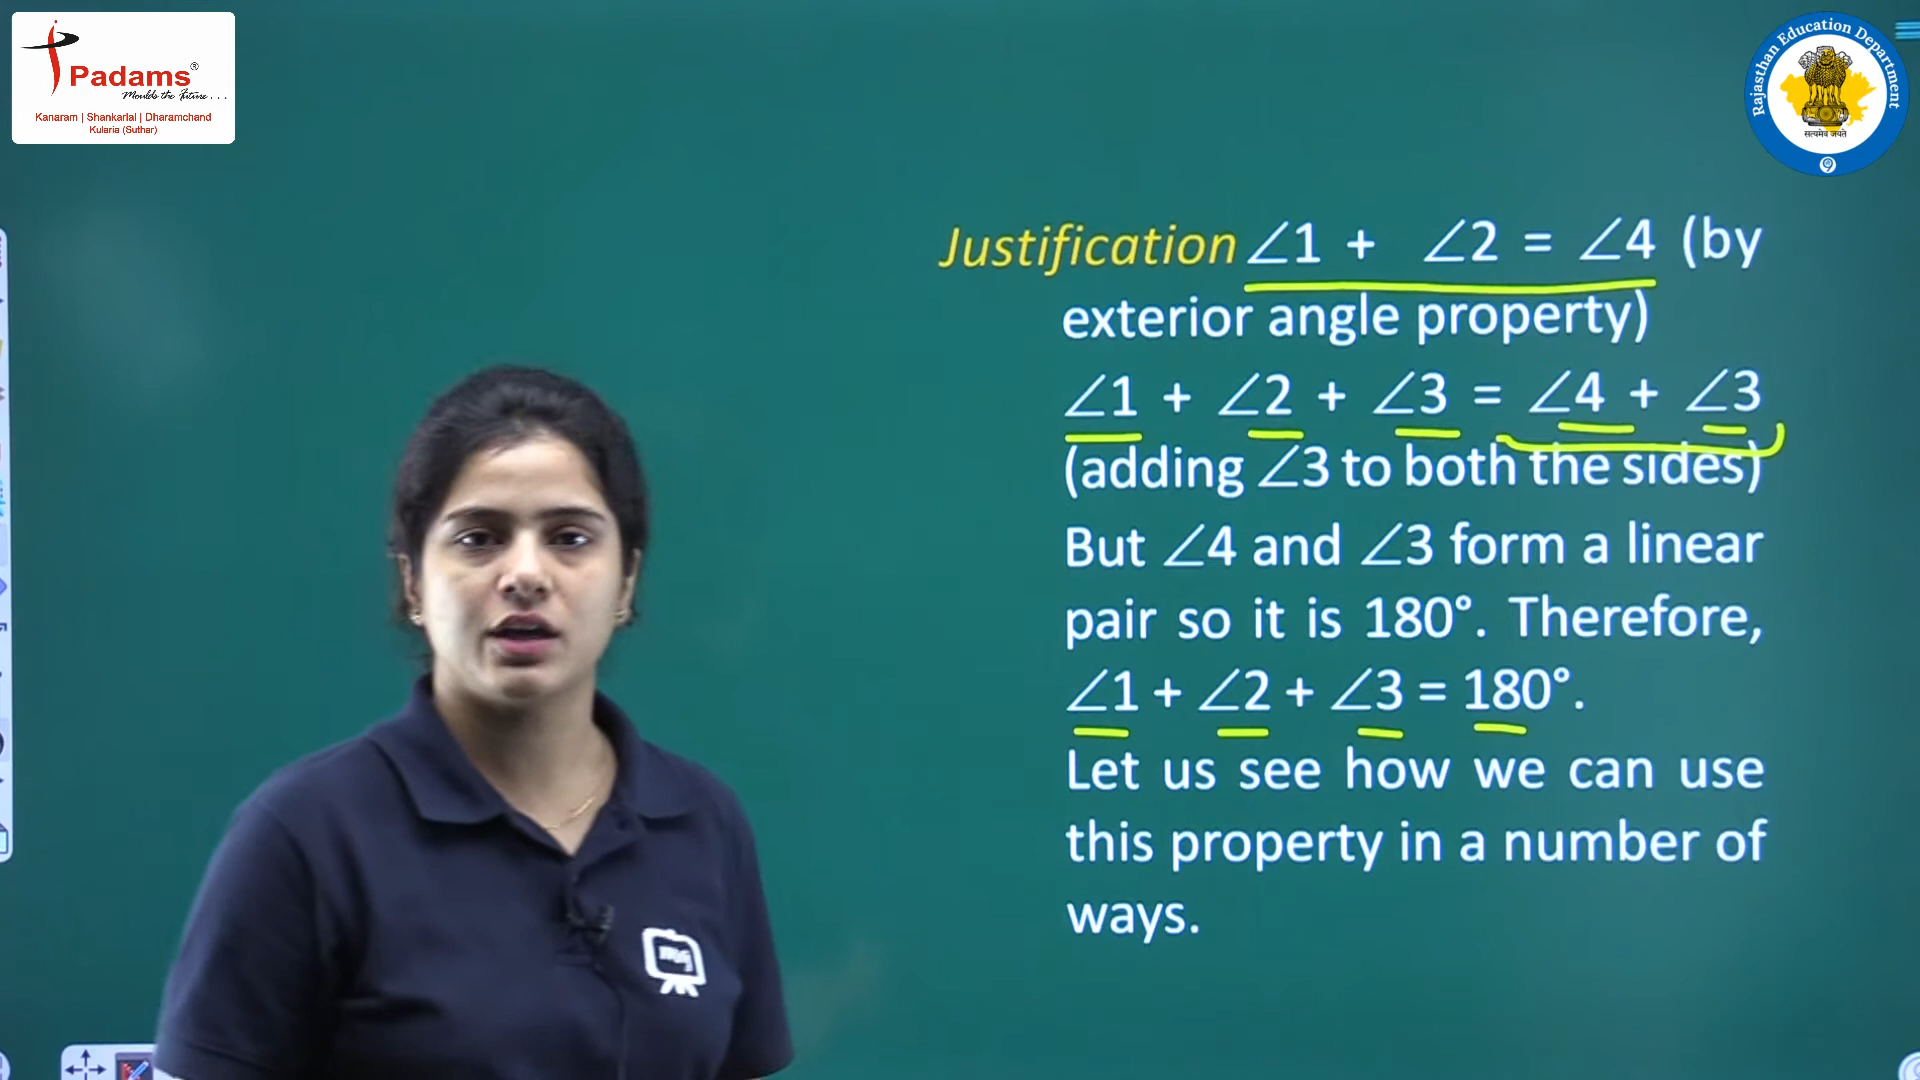 Padams®
Moulds the Future...
Kanaram | Shankarlal | Dharamchand
Kularia (Suthar)
Rajasthan Education Department
सत्यमेव जयते
Justification ∠1 + ∠2 = ∠4 (by
exterior angle property)
∠1 + ∠2 + ∠3 = ∠4 + ∠3
(adding ∠3 to both the sides)
But ∠4 and ∠3 form a linear
pair so it is 180°. Therefore,
∠1 + ∠2 + ∠3 = 180°.
Let us see how we can use
this property in a number of
ways.